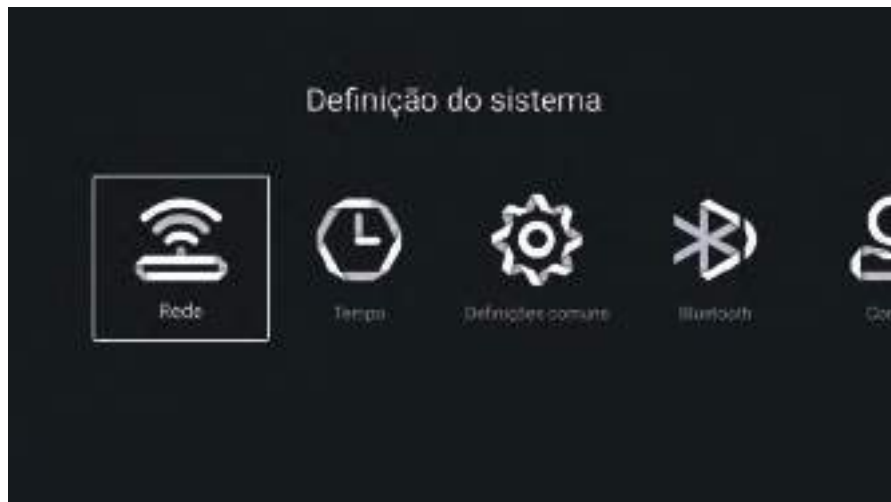 Definição do sistema
Rede
Tempo
Definições comuns
Bluetooth